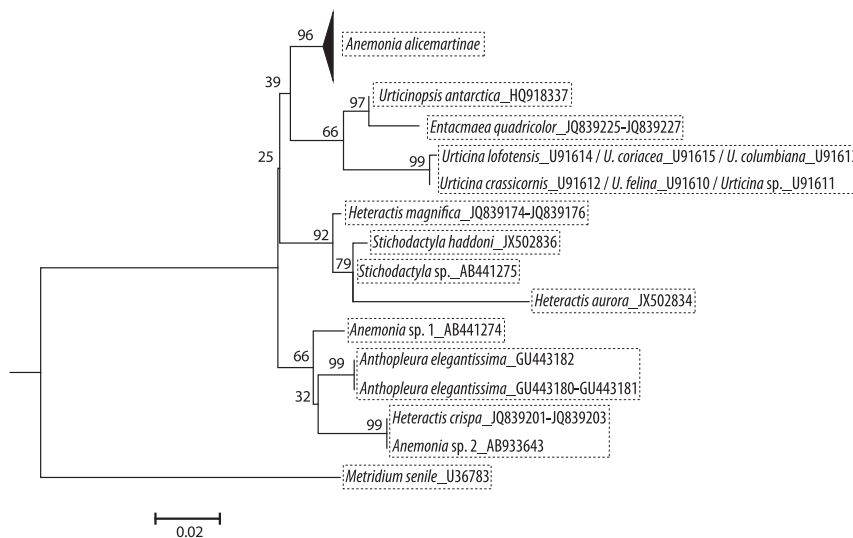 96
Anemonia alicemartinae
39
97
Urticinopsis antarctica_HQ918337
Entacmaea quadricolor_JQ839225-JQ839227
66
99
Urticina lofotensis_U91614 / U. coriacea_U91615 / U. columbiana_U91613
Urticina crassicornis_U91612 / U. felina_U91610 / Urticina sp._U91611
25
Heteractis magnifica_JQ839174-JQ839176
92
Stichodactyla haddoni_JX502836
79
Stichodactyla sp._AB441275
Heteractis aurora_JX502834
Anemonia sp. 1_AB441274
66
99
Anthopleura elegantissima_GU443182
Anthopleura elegantissima_GU443180-GU443181
32
Heteractis crispa_JQ839201-JQ839203
99
Anemonia sp. 2_AB933643
Metridium senile_U36783
0.02